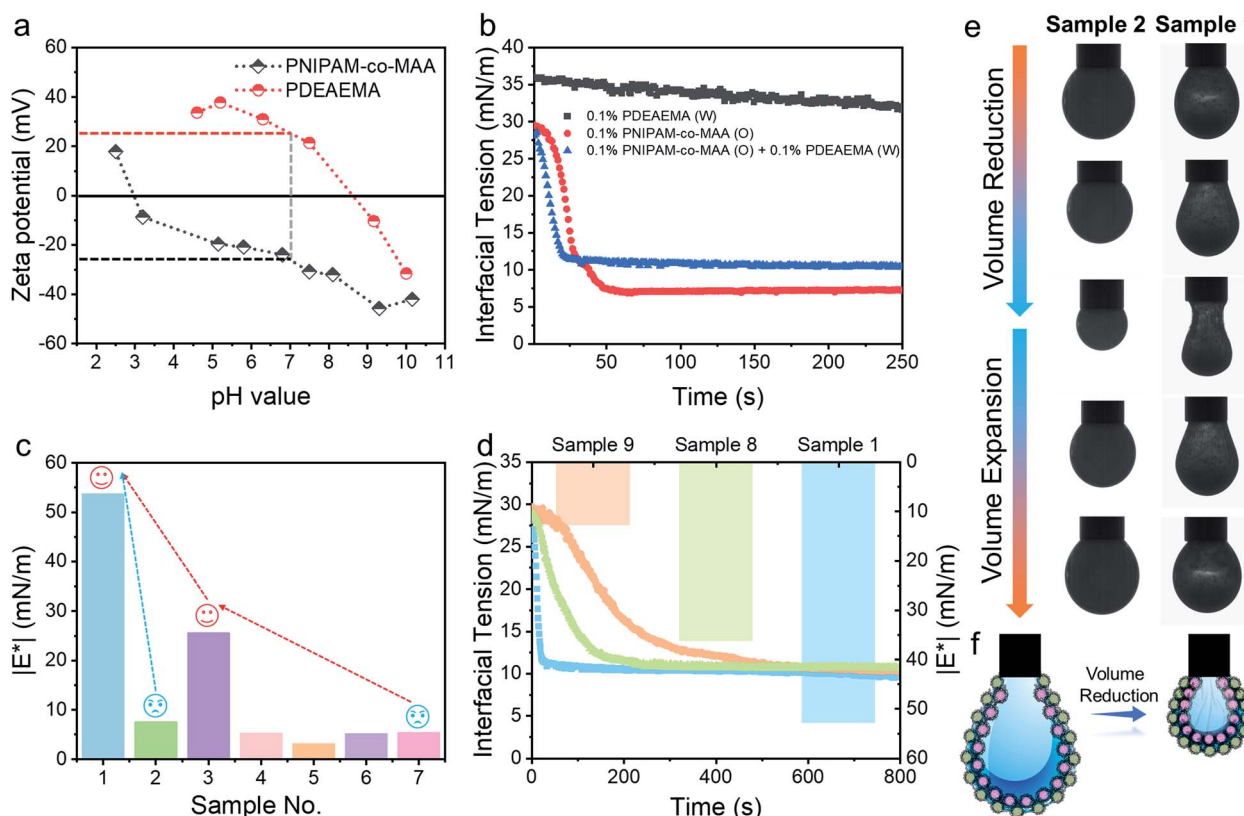 a
60
40
20
0
-20
-40
-60
Zeta potential (mV)
PNIPAM-co-MAA
PDEAEMA
2 3 4 5 6 7 8 9 10 11
pH value
b
40
35
30
25
20
15
10
5
0
Interfacial Tension (mN/m)
0.1% PDEAEMA (W)
0.1% PNIPAM-co-MAA (O)
0.1% PNIPAM-co-MAA (O) + 0.1% PDEAEMA (W)
50 100 150 200 250
Time (s)
c
60
50
40
30
20
10
0
|E*| (mN/m)
1 2 3 4 5 6 7
Sample No.
d
Sample 9 Sample 8 Sample 1
35
30
25
20
15
10
5
0
Interfacial Tension (mN/m)
0
10
20
30
40
50
60
|E*| (mN/m)
0 200 400 600 800
Time (s)
e
Sample 2 Sample
Volume Reduction
Volume Expansion
f
Volume
Reduction